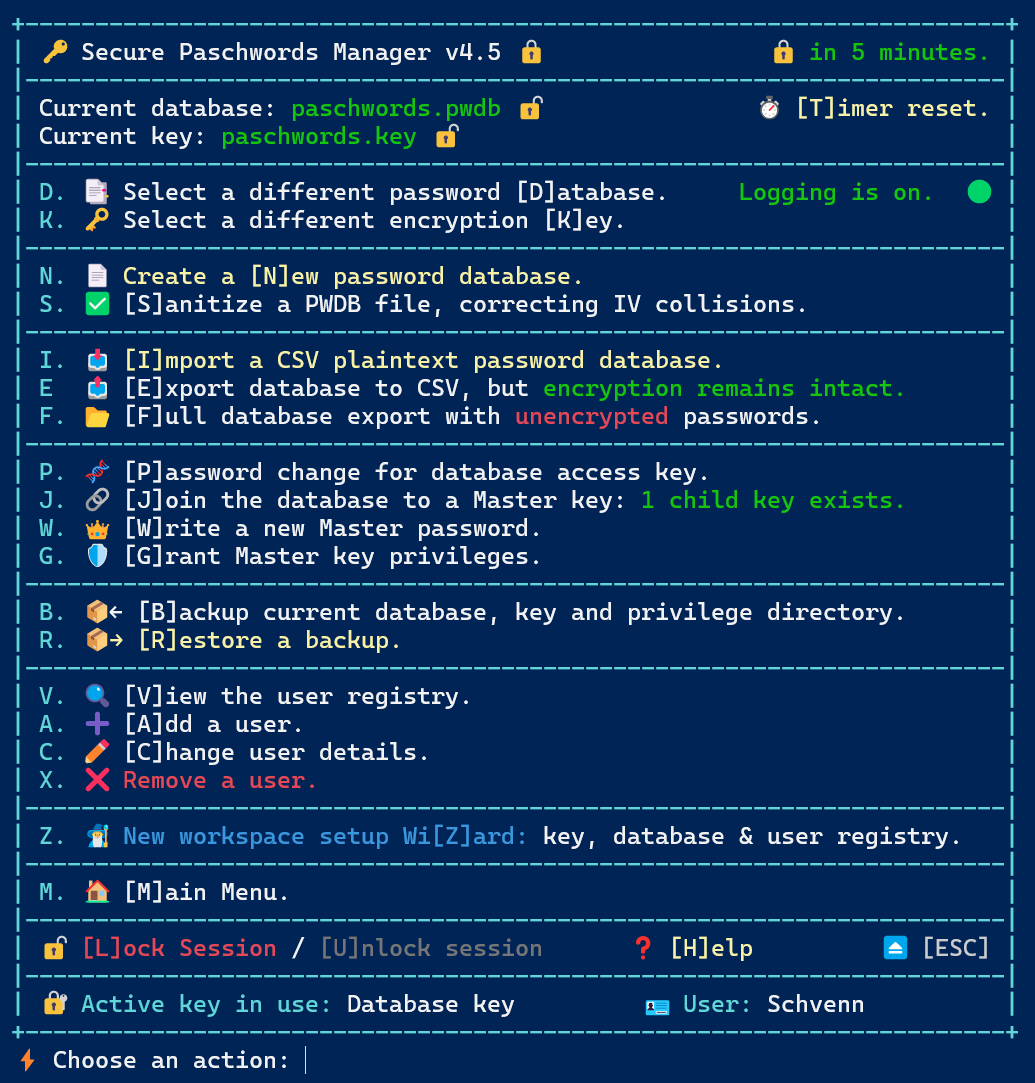 🔑 Secure Paschwords Manager v4.5 🔒 🔒 in 5 minutes.
Current database: paschwords.pwdb 🔓 ⏱️ [T]imer reset.
Current key: paschwords.key 🔓
D. 📑 Select a different password [D]atabase. Logging is on. 🟢
K. 🔑 Select a different encryption [K]ey.
N. 📄 Create a [N]ew password database.
S. ✅ [S]anitize a PWDB file, correcting IV collisions.
I. 📥 [I]mport a CSV plaintext password database.
E 📤 [E]xport database to CSV, but encryption remains intact.
F. 📂 [F]ull database export with unencrypted passwords.
P. 🧬 [P]assword change for database access key.
J. 🔗 [J]oin the database to a Master key: 1 child key exists.
W. 👑 [W]rite a new Master password.
G. 🛡️ [G]rant Master key privileges.
B. 📦← [B]ackup current database, key and privilege directory.
R. 📦→ [R]estore a backup.
V. 🔍 [V]iew the user registry.
A. ➕ [A]dd a user.
C. ✏️ [C]hange user details.
X. ❌ Remove a user.
Z. 🧙‍♂️ New workspace setup Wi[Z]ard: key, database & user registry.
M. 🏠 [M]ain Menu.
🔓 [L]ock Session / [U]nlock session ❓ [H]elp ⏏️ [ESC]
🔐 Active key in use: Database key 🪪 User: Schvenn
⚡ Choose an action: